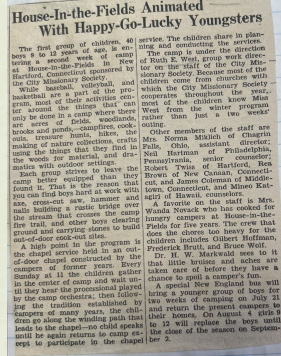 House-In-the-Fields Animated
With Happy-Go-Lucky Youngsters
The first group of children, 40
boys 9 to 12 years of age, is en-
tering a second week of camp
at House-in-the-Fields in New
Hartford, Connecticut sponsored by
the City Missionary Society.
While baseball, volleyball, and
basketball are a part of the pro-
gram, most of their activities cen-
ter around the things that can
only be done in a camp where there
are acres of fields, woodlands,
brooks and ponds,—campfires, cook
outs, treasure hunts, hikes, the
making of nature collections, creat-
ing the things that they find in
the woods for material, and dra-
matics with outdoor settings.
Each group strives to leave the
camp better equipped than they
found it. That is the reason that
you can find boys hard at work with
the cross-cut saw, hammer and
nails building a rustic bridge over
the stream that crosses the camp
fire trail, and other boys clearing
ground and carrying stones to build
out-of-door cook-out sites.
A high point in the program is
the chapel service held in an out-
of-door chapel constructed by the
campers of former years. Every
Sunday at 11 the children gather
in the center of camp and wait un-
til they hear the processional played
by the camp orchestra, then follow-
ing the tradition established by
campers of many years, the chil-
dren go along the winding path that
leads to the chapel—no child speaks
until he again returns to camp ex-
cept to participate in the chapel
service. The children share in plan-
ning and conducting the services.
The camp is under the direction
of Ruth E. West, group work direc-
tor on the staff of the City Mis-
sionary Society. Because most of the
children come from churches with
which the City Missionary Society
cooperates throughout the year,
most of the children know Miss
West from the winter program
rather than just a two weeks'
outing.
Other members of the staff are
Mrs. Norma Miklich of Chagrin
Falls, Ohio, assistant director;
Neil Hartman of Philadelphia,
Pennsylvania, senior counselor;
Robert Twiss of Hartford, Rea
Brown of New Canaan, Connecti-
cut, and James Coleman of Middle-
town, Connecticut, and Mineo Kat-
agiri of Hawaii, counselors.
A favorite on the staff is Mrs.
Wanda Novack who has cooked for
hungry campers at House-in-the-
Fields for five years. The crew that
does the chores too heavy for the
children includes Gilbert Hoffman,
Frederick Brutt, and Bruce Wolf.
Dr. H. W. Markwald sees to it
that little bruises and aches are
taken care of before they have a
chance to spoil a camper's fun.
A special New England bus will
bring a younger group of boys for
two weeks of camping on July 21
and return the present campers to
their homes. On August 4 girls 9
to 12 will replace the boys until
the close of the season on Septem-
ber 2.